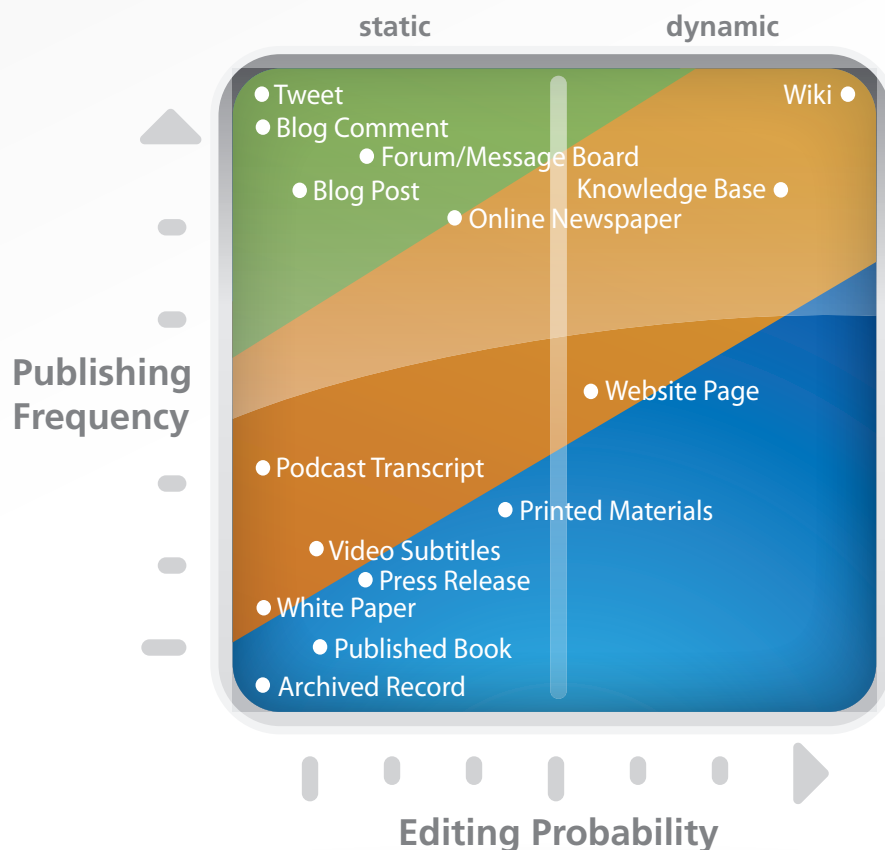 static
dynamic
Tweet
Wiki
Blog Comment
Forum/Message Board
Blog Post
Knowledge Base
Online Newspaper
Publishing
Frequency
Website Page
Podcast Transcript
Printed Materials
Video Subtitles
Press Release
White Paper
Published Book
Archived Record
Editing Probability